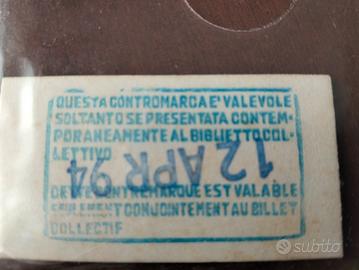 QUESTA CONTROMARCA E' VALEVOLE
SOLTANTO SE PRESENTATA CONTEM-
PORANEAMENTE AL BIGLIETTO COL-
LETTIVO
12 APR 94
CONTREMARQUE EST VALABLE
CONJOINTEMENT AU BILLET
COLLECTIF
subito